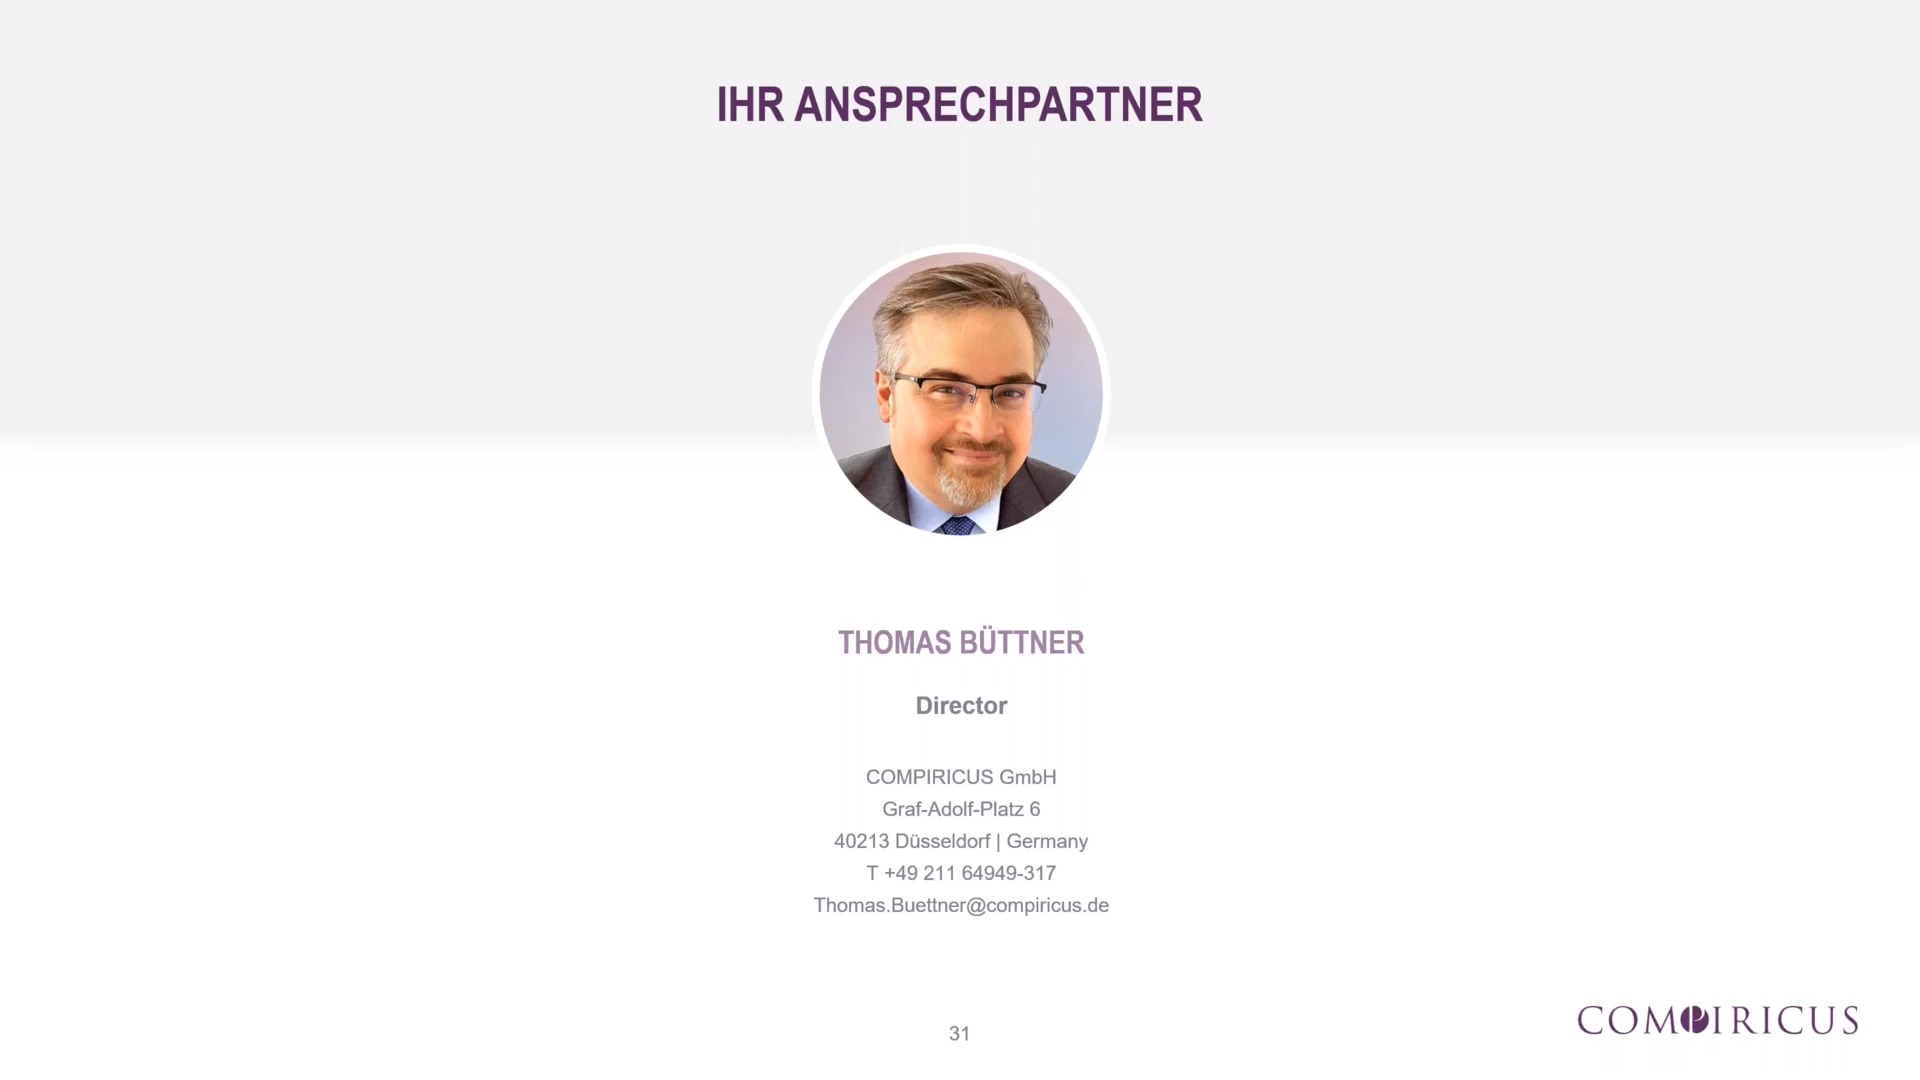 IHR ANSPRECHPARTNER
THOMAS BÜTTNER
Director
COMPIRICUS GmbH
Graf-Adolf-Platz 6
40213 Düsseldorf | Germany
T +49 211 64949-317
Thomas.Buettner@compiricus.de
31
COMPIRICUS